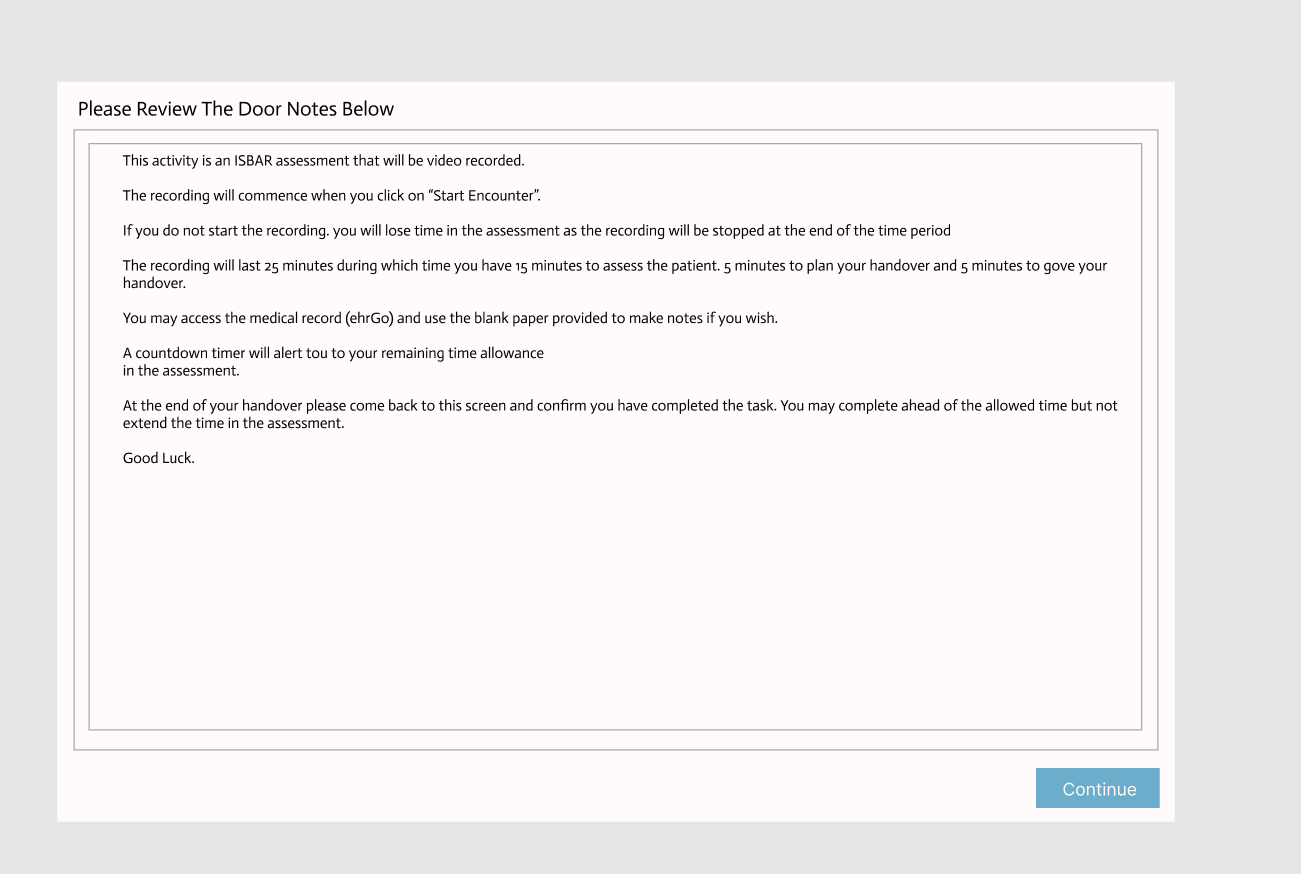 Please Review The Door Notes Below
This activity is an ISBAR assessment that will be video recorded.
The recording will commence when you click on “Start Encounter”.
If you do not start the recording. you will lose time in the assessment as the recording will be stopped at the end of the time period
The recording will last 25 minutes during which time you have 15 minutes to assess the patient. 5 minutes to plan your handover and 5 minutes to gove your
handover.
You may access the medical record (ehrGo) and use the blank paper provided to make notes if you wish.
A countdown timer will alert tou to your remaining time allowance
in the assessment.
At the end of your handover please come back to this screen and confirm you have completed the task. You may complete ahead of the allowed time but not
extend the time in the assessment.
Good Luck.
Continue